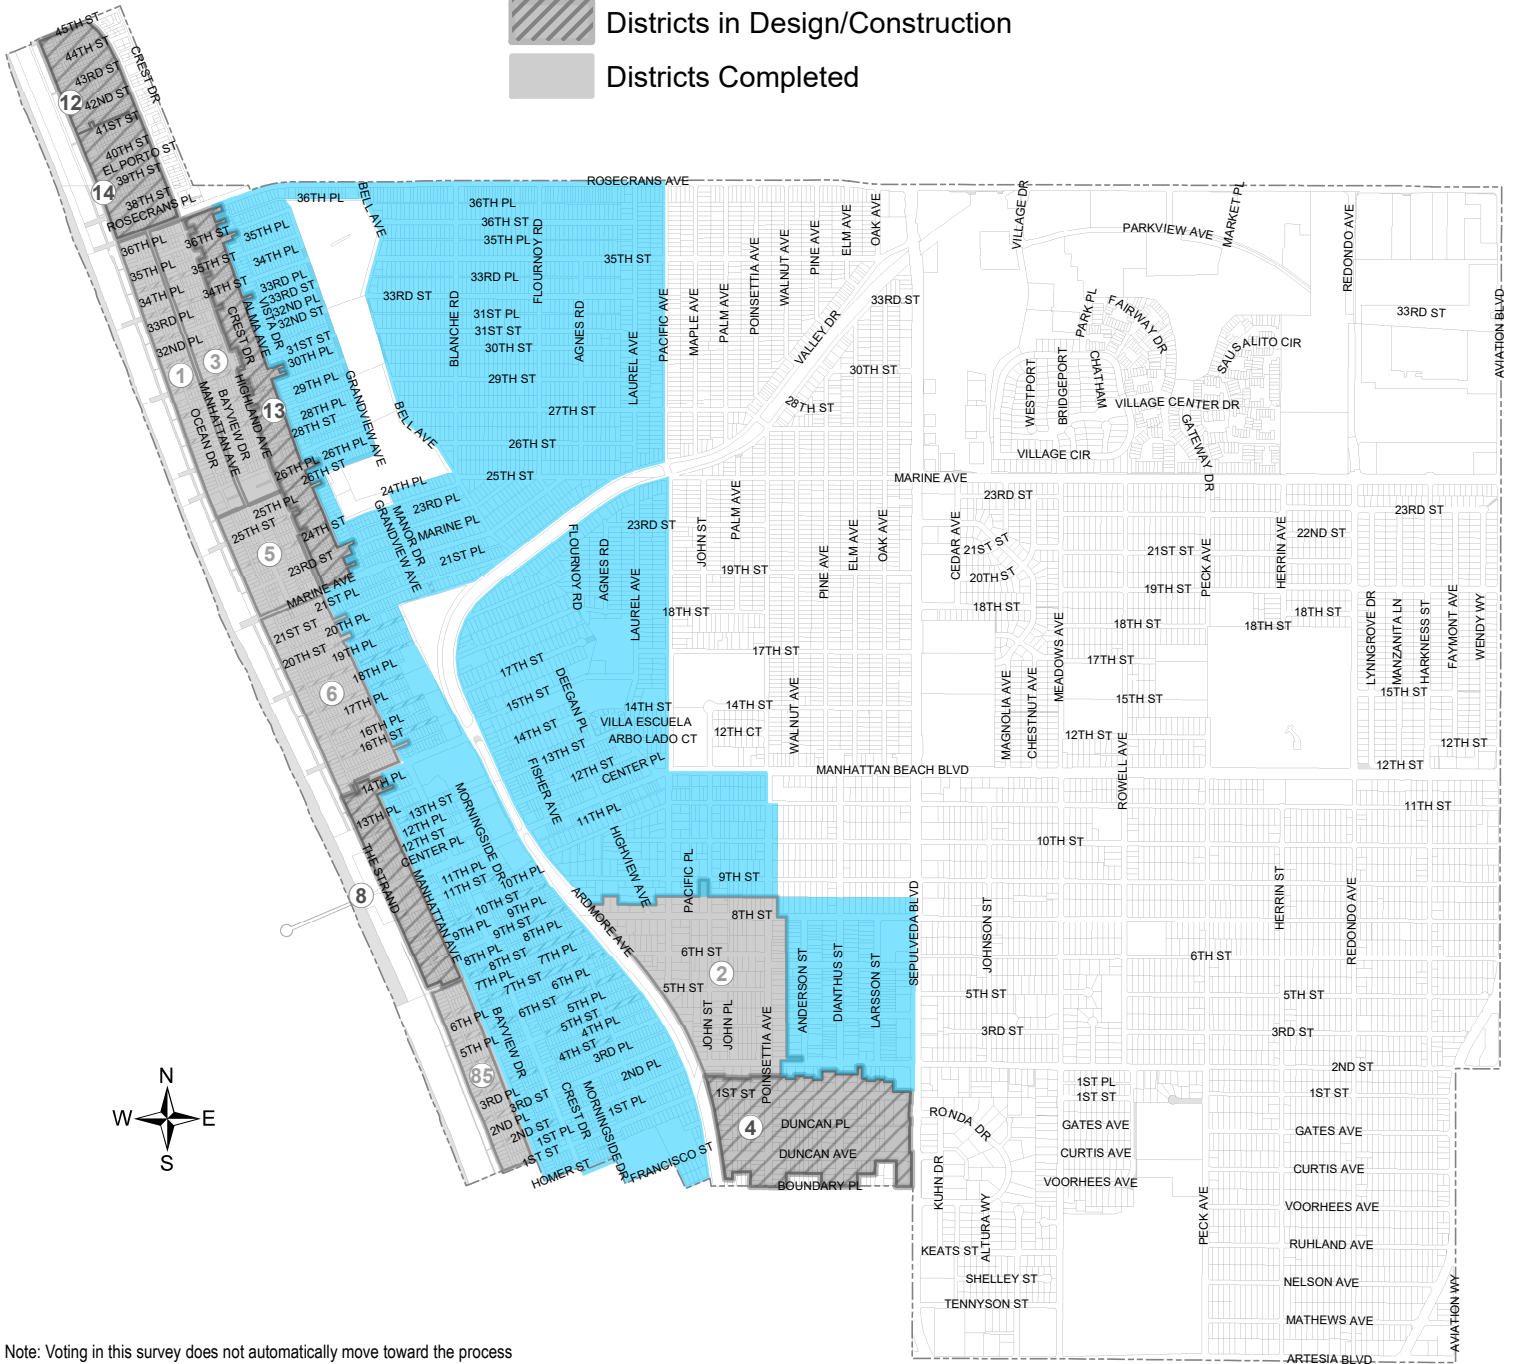 Districts in Design/Construction
Districts Completed
45TH ST
44TH ST
43RD ST
42ND ST
41ST ST
40TH ST
EL PORTO ST
39TH ST
38TH ST
ROSECRANS PL
CREST DR
12
14
36TH PL
35TH PL
34TH PL
33RD PL
32ND PL
36TH ST
35TH ST
34TH ST
1
3
13
OCEAN DR
MANHATTAN AVE
BAYVIEW DR
HIGHLAND AVE
CREST DR
ALMA AVE
VISTA DR
36TH PL
35TH PL
34TH PL
33RD PL
33RD ST
32ND PL
32ND ST
31ST ST
30TH PL
29TH PL
28TH PL
28TH ST
26TH PL
26TH PL
26TH ST
25TH PL
25TH ST
24TH ST
23RD ST
5
MARINE AVE
21ST PL
21ST ST
20TH PL
20TH ST
19TH PL
18TH PL
17TH PL
16TH PL
16TH ST
6
GRANDVIEW AVE
BELL AVE
BELL AVE
24TH PL
23RD PL
MARINE PL
21ST PL
MANOR DR
GRANDVIEW AVE
ROSECRANS AVE
36TH PL
36TH ST
35TH PL
35TH ST
33RD PL
33RD ST
31ST PL
31ST ST
30TH ST
29TH ST
27TH ST
26TH ST
25TH ST
BLANCHE RD
FLOURNOY RD
AGNES RD
LAUREL AVE
PACIFIC AVE
MAPLE AVE
PALM AVE
POINSETTIA AVE
WALNUT AVE
PINE AVE
ELM AVE
OAK AVE
VALLEY DR
33RD ST
30TH ST
28TH ST
VILLAGE DR
PARKVIEW AVE
MARKET PL
REDONDO AVE
AVIATION BLVD
33RD ST
PARK PL
FAIRWAY DR
SAUSALITO CIR
WESTPORT
BRIDGEPORT
CHATHAM
VILLAGE CENTER DR
VILLAGE CIR
GATEWAY DR
MARINE AVE
23RD ST
FLOURNOY RD
AGNES RD
LAUREL AVE
JOHN ST
PALM AVE
19TH ST
18TH ST
17TH ST
PINE AVE
ELM AVE
OAK AVE
WALNUT AVE
14TH ST
12TH CT
23RD ST
CEDAR AVE
21ST ST
20TH ST
18TH ST
MAGNOLIA AVE
CHESTNUT AVE
MEADOWS AVE
21ST ST
19TH ST
18TH ST
17TH ST
15TH ST
12TH ST
PECK AVE
HERRIN AVE
23RD ST
22ND ST
18TH ST
18TH ST
LYNNGROVE DR
MANZANITA LN
HARKNESS ST
FAYMONT AVE
WENDY WY
15TH ST
12TH ST
12TH ST
11TH ST
17TH ST
15TH ST
14TH ST
13TH ST
12TH ST
CENTER PL
11TH PL
DEEGAN PL
FISHER AVE
14TH ST
VILLA ESCUELA
ARBO LADO CT
HIGHVIEW AVE
PACIFIC PL
9TH ST
MANHATTAN BEACH BLVD
ROWELL AVE
10TH ST
14TH PL
13TH PL
THE STRAND
MANHATTAN AVE
8
13TH ST
12TH PL
12TH ST
CENTER PL
11TH PL
11TH ST
10TH PL
10TH ST
9TH PL
9TH PL
9TH ST
8TH PL
8TH PL
8TH ST
7TH PL
7TH PL
7TH ST
6TH PL
6TH ST
6TH PL
5TH PL
5TH PL
5TH ST
4TH PL
4TH ST
3RD PL
2ND PL
1ST PL
MORNINGSIDE DR
BAYVIEW DR
ARDMORE AVE
85
3RD PL
3RD ST
2ND PL
2ND ST
1ST PL
1ST ST
CREST DR
MORNINGSIDE DR
HOMER ST
FRANCISCO ST
8TH ST
6TH ST
5TH ST
2
JOHN ST
JOHN PL
POINSETTIA AVE
ANDERSON ST
DIANTHUS ST
LARSSON ST
SEPULVEDA BLVD
1ST ST
4
DUNCAN PL
DUNCAN AVE
BOUNDARY PL
JOHNSON ST
5TH ST
3RD ST
6TH ST
HERRIN ST
REDONDO AVE
5TH ST
3RD ST
2ND ST
1ST PL
1ST ST
1ST ST
GATES AVE
GATES AVE
CURTIS AVE
CURTIS AVE
VOORHEES AVE
VOORHEES AVE
RONDA DR
KUHN DR
ALTURA WY
PECK AVE
KEATS ST
SHELLEY ST
TENNYSON ST
RUHLAND AVE
NELSON AVE
MATHEWS AVE
ARTESIA BLVD
AVIATION WY
N
W E
S
Note: Voting in this survey does not automatically move toward the process